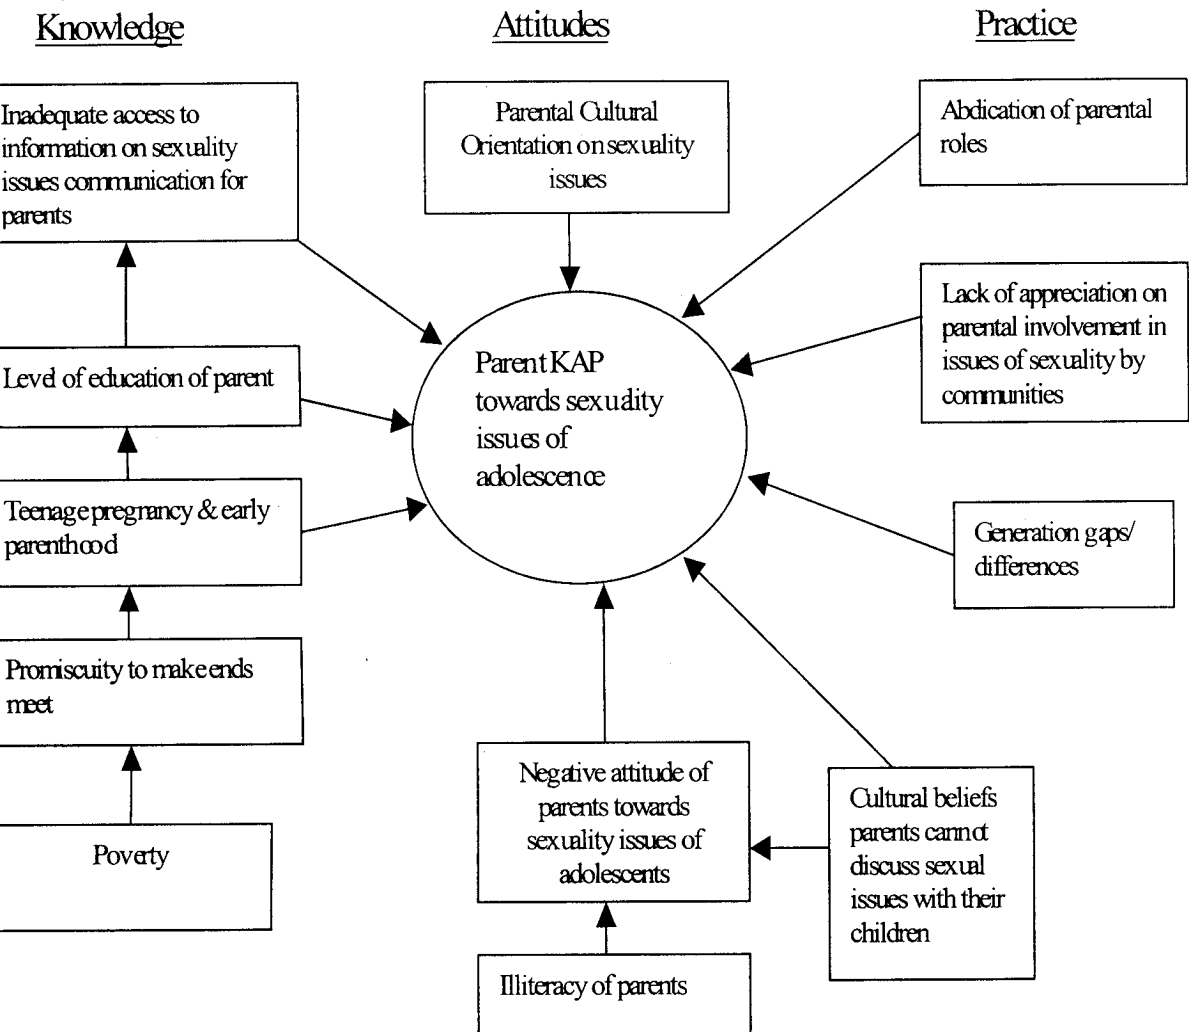 Knowledge
Attitudes
Practice
Inadequate access to
information on sexuality
issues communication for
parents
Parental Cultural
Orientation on sexuality
issues
Abdication of parental
roles
Lack of appreciation on
parental involvement in
issues of sexuality by
communities
Parent KAP
towards sexuality
issues of
adolescence
Level of education of parent
Teenage pregnancy & early
parenthood
Generation gaps/
differences
Promiscuity to make ends
meet
Negative attitude of
parents towards
sexuality issues of
adolescents
Cultural beliefs
parents cannot
discuss sexual
issues with their
children
Poverty
Illiteracy of parents